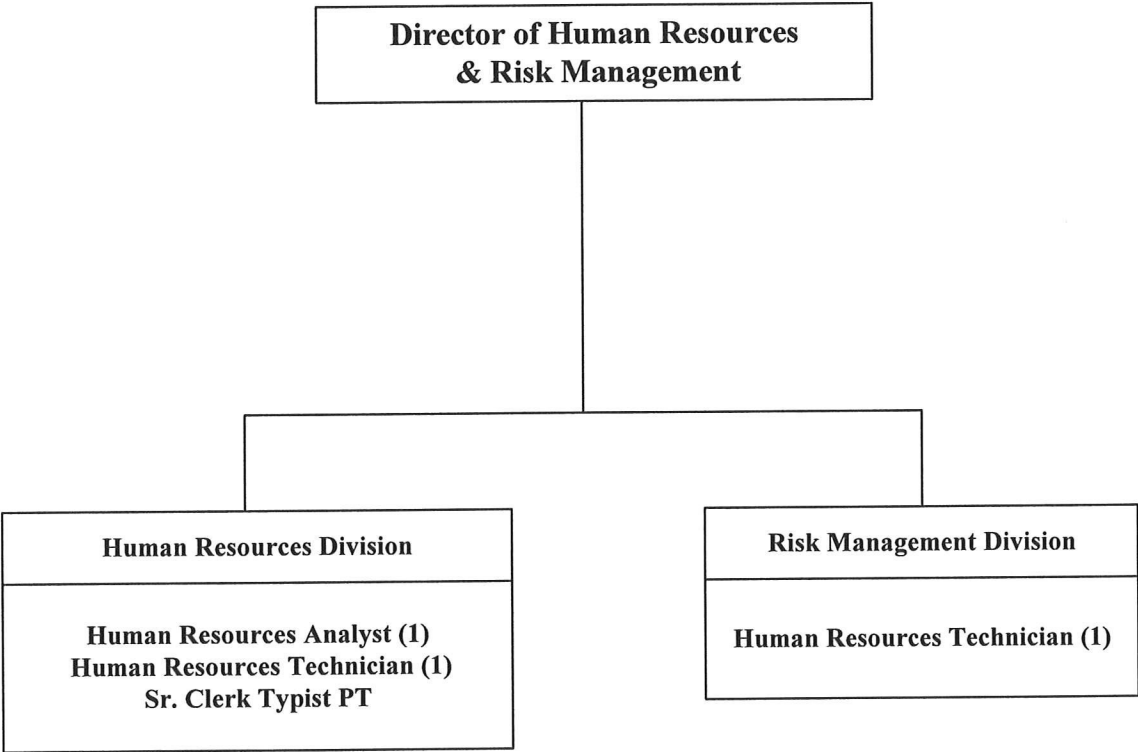 Director of Human Resources
& Risk Management
Human Resources Division
Human Resources Analyst (1)
Human Resources Technician (1)
Sr. Clerk Typist PT
Risk Management Division
Human Resources Technician (1)